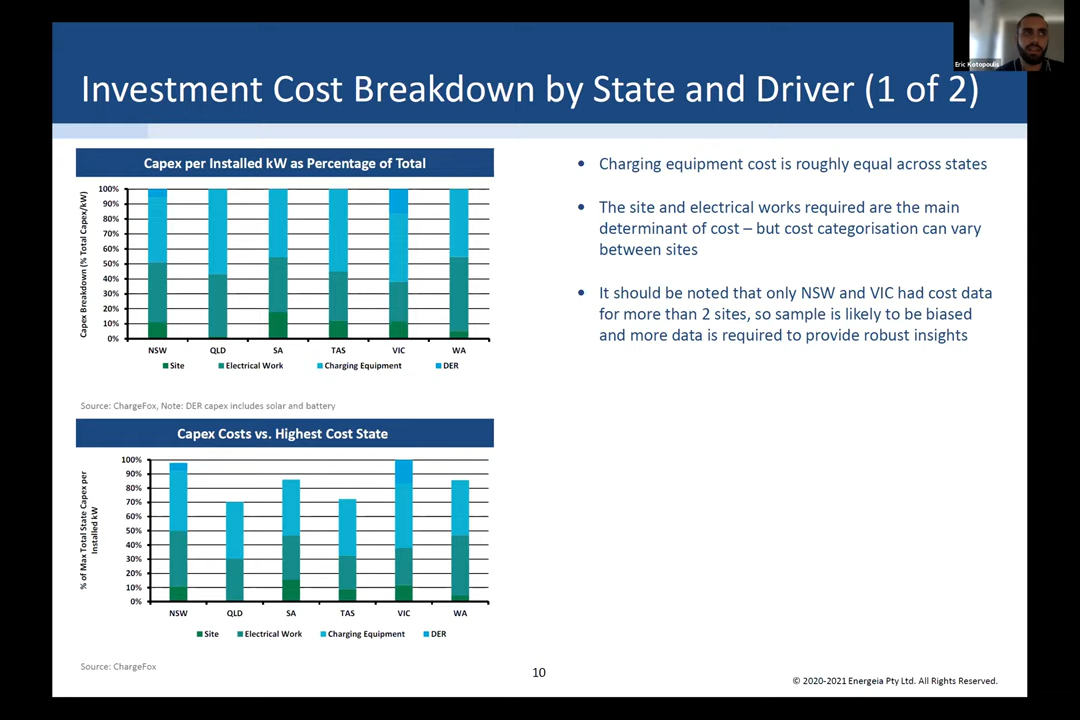 Eric Kotopoulis
Investment Cost Breakdown by State and Driver (1 of 2)
Capex per Installed kW as Percentage of Total
Capex Breakdown (% Total Capex/kW)
100%
90%
80%
70%
60%
50%
40%
30%
20%
10%
0%
NSW QLD SA TAS VIC WA
Site Electrical Work Charging Equipment DER
Source: ChargeFox, Note: DER capex includes solar and battery
Capex Costs vs. Highest Cost State
% of Max Total State Capex per
Installed kW
100%
90%
80%
70%
60%
50%
40%
30%
20%
10%
0%
NSW QLD SA TAS VIC WA
Site Electrical Work Charging Equipment DER
Source: ChargeFox
• Charging equipment cost is roughly equal across states
• The site and electrical works required are the main
determinant of cost – but cost categorisation can vary
between sites
• It should be noted that only NSW and VIC had cost data
for more than 2 sites, so sample is likely to be biased
and more data is required to provide robust insights
10
© 2020-2021 Energeia Pty Ltd. All Rights Reserved.